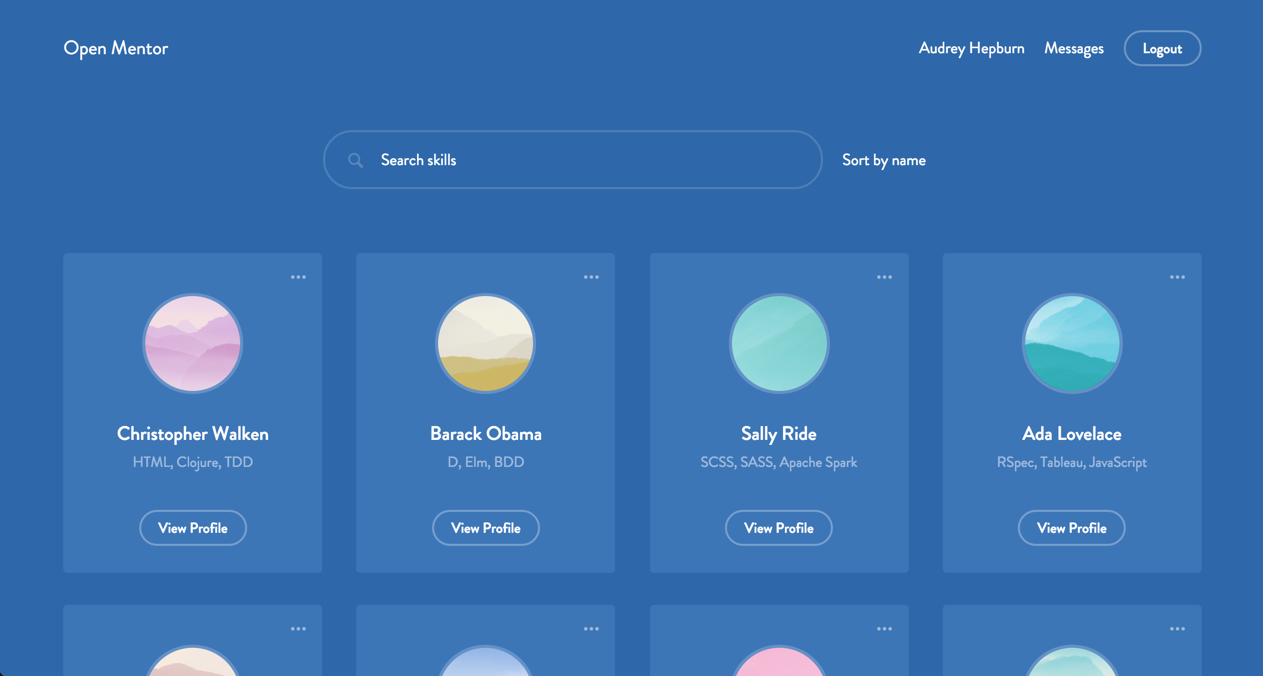 Open Mentor
Audrey Hepburn Messages Logout
Search skills
Sort by name
Christopher Walken
HTML, Clojure, TDD
View Profile
Barack Obama
D, Elm, BDD
View Profile
Sally Ride
SCSS, SASS, Apache Spark
View Profile
Ada Lovelace
RSpec, Tableau, JavaScript
View Profile